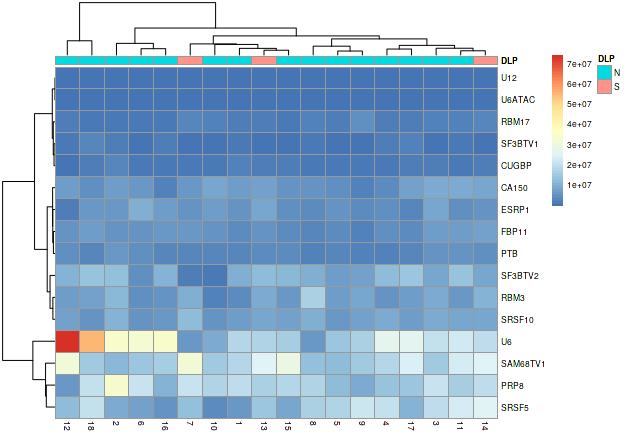 DLP
U12
U6ATAC
RBM17
SF3BTV1
CUGBP
CA150
ESRP1
FBP11
PTB
SF3BTV2
RBM3
SRSF10
U6
SAM68TV1
PRP8
SRSF5
12 18 2 6 16 7 10 1 13 15 8 5 9 4 17 3 11 14
7e+07
6e+07
5e+07
4e+07
3e+07
2e+07
1e+07
DLP
N
S